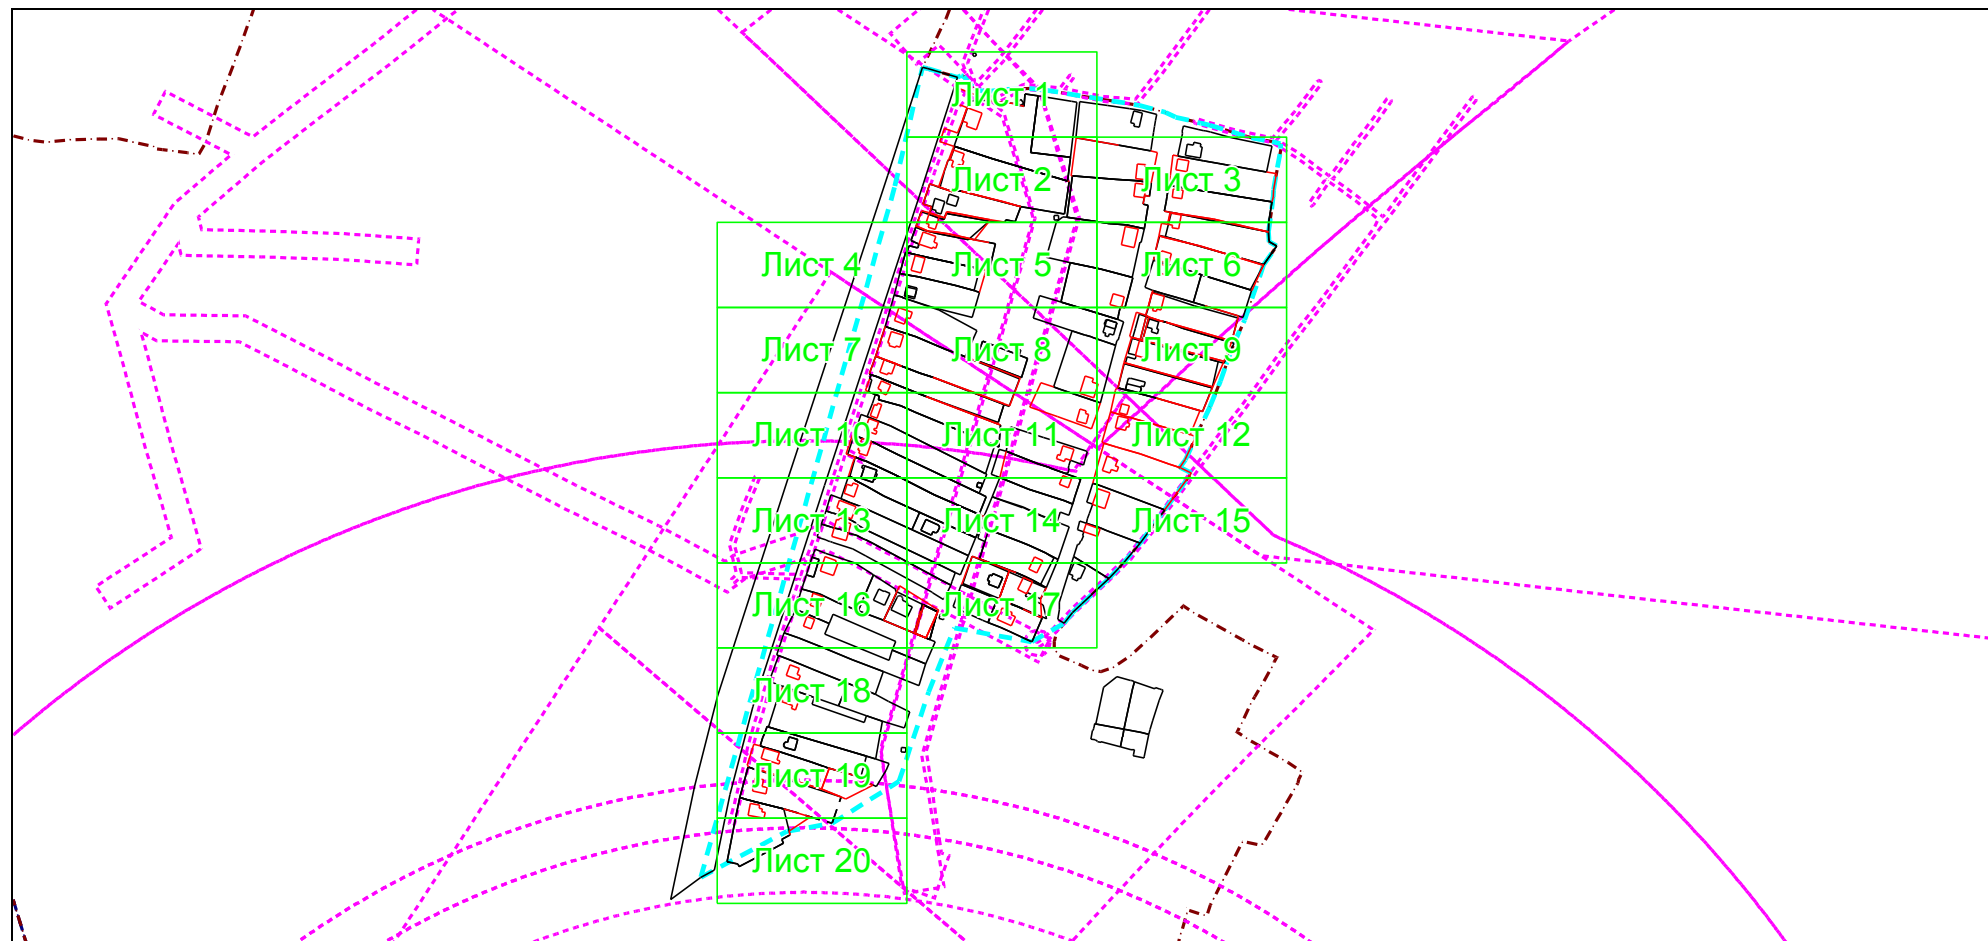 Лист 1
Лист 2
Лист 3
Лист 4
Лист 5
Лист 6
Лист 7
Лист 8
Лист 9
Лист 10
Лист 11
Лист 12
Лист 13
Лист 14
Лист 15
Лист 16
Лист 17
Лист 18
Лист 19
Лист 20